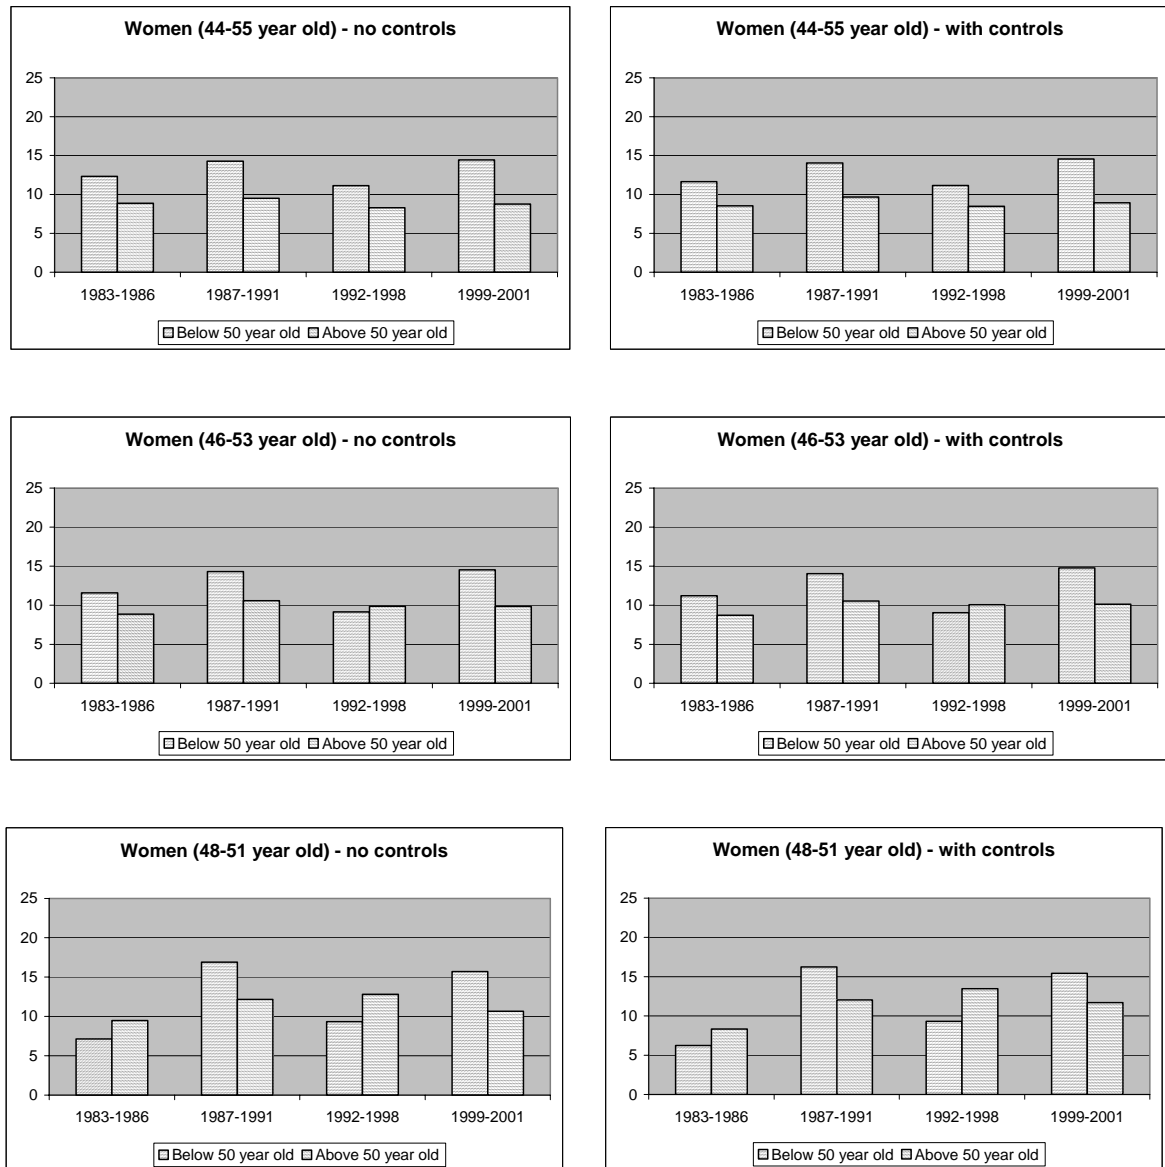 Women (44-55 year old) - no controls
25
20
15
10
5
0
1983-1986 1987-1991 1992-1998 1999-2001
Below 50 year old Above 50 year old
Women (44-55 year old) - with controls
25
20
15
10
5
0
1983-1986 1987-1991 1992-1998 1999-2001
Below 50 year old Above 50 year old
Women (46-53 year old) - no controls
25
20
15
10
5
0
1983-1986 1987-1991 1992-1998 1999-2001
Below 50 year old Above 50 year old
Women (46-53 year old) - with controls
25
20
15
10
5
0
1983-1986 1987-1991 1992-1998 1999-2001
Below 50 year old Above 50 year old
Women (48-51 year old) - no controls
25
20
15
10
5
0
1983-1986 1987-1991 1992-1998 1999-2001
Below 50 year old Above 50 year old
Women (48-51 year old) - with controls
25
20
15
10
5
0
1983-1986 1987-1991 1992-1998 1999-2001
Below 50 year old Above 50 year old